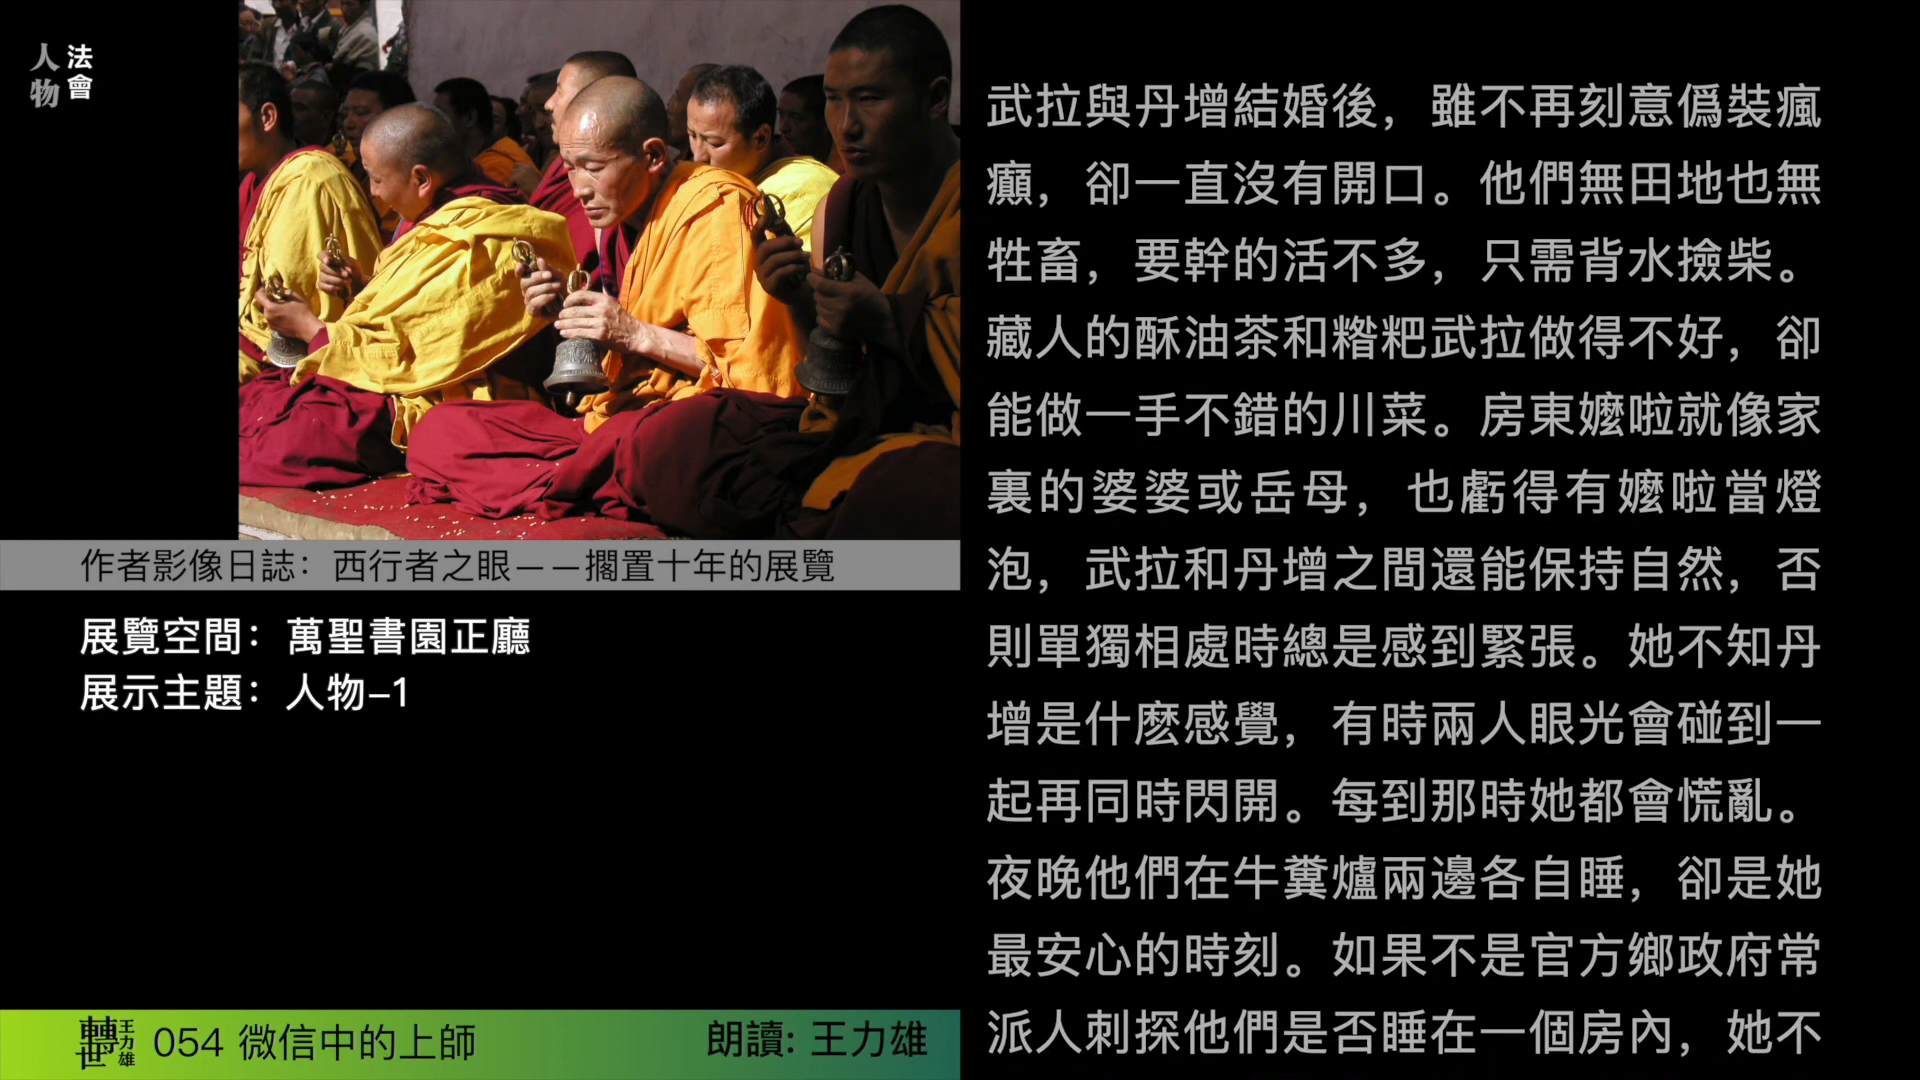 人物
法會
作者影像日誌：西行者之眼——擱置十年的展覽
展覽空間：萬聖書園正廳
展示主題：人物–1
轉世
王力雄
054 微信中的上師
朗讀: 王力雄
武拉與丹增結婚後，雖不再刻意僞裝瘋
癲，卻一直沒有開口。他們無田地也無
牲畜，要幹的活不多，只需背水撿柴。
藏人的酥油茶和糌粑武拉做得不好，卻
能做一手不錯的川菜。房東嬤啦就像家
裏的婆婆或岳母，也虧得有嬤啦當燈
泡，武拉和丹增之間還能保持自然，否
則單獨相處時總是感到緊張。她不知丹
增是什麽感覺，有時兩人眼光會碰到一
起再同時閃開。每到那時她都會慌亂。
夜晚他們在牛糞爐兩邊各自睡，卻是她
最安心的時刻。如果不是官方鄉政府常
派人刺探他們是否睡在一個房內，她不